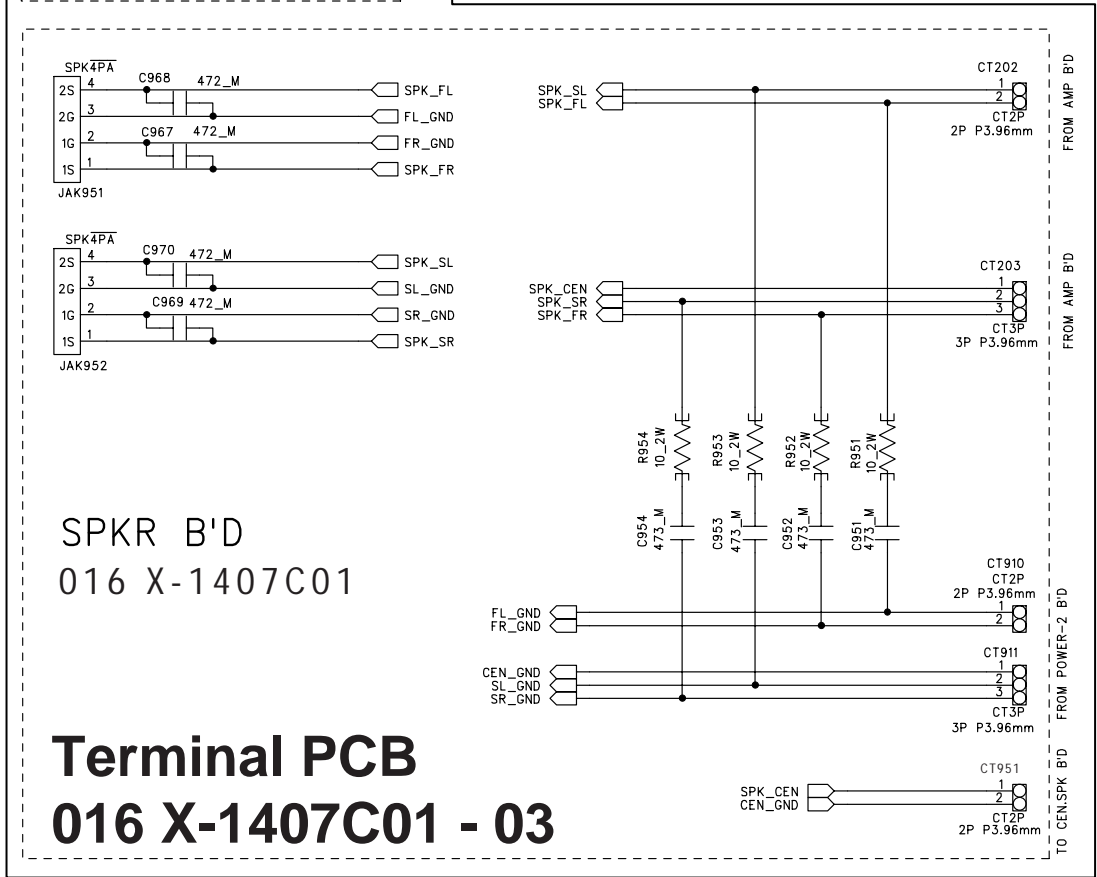 SPK4PA
2S 4 C968 472_M SPK_FL
2G 3 FL_GND
1G 2 C967 472_M FR_GND
1S 1 SPK_FR
JAK951
SPK4PA
2S 4 C970 472_M SPK_SL
2G 3 SL_GND
1G 2 C969 472_M SR_GND
1S 1 SPK_SR
JAK952
CT202
SPK_SL 1
SPK_FL 2
CT2P
2P P3.96mm
FROM AMP B'D
CT203
SPK_CEN 1
SPK_SR 2
SPK_FR 3
CT3P
3P P3.96mm
FROM AMP B'D
R954
10_2W
R953
10_2W
R952
10_2W
R951
10_2W
C954
473_M
C953
473_M
C952
473_M
C951
473_M
SPKR B'D
016 X-1407C01
CT910
CT2P
2P P3.96mm
FL_GND 1
FR_GND 2
CT911
CEN_GND 1
SL_GND 2
SR_GND 3
CT3P
3P P3.96mm
FROM POWER-2 B'D
Terminal PCB
016 X-1407C01 - 03
CT951
SPK_CEN 1
CEN_GND 2
CT2P
2P P3.96mm
TO CEN.SPK B'D